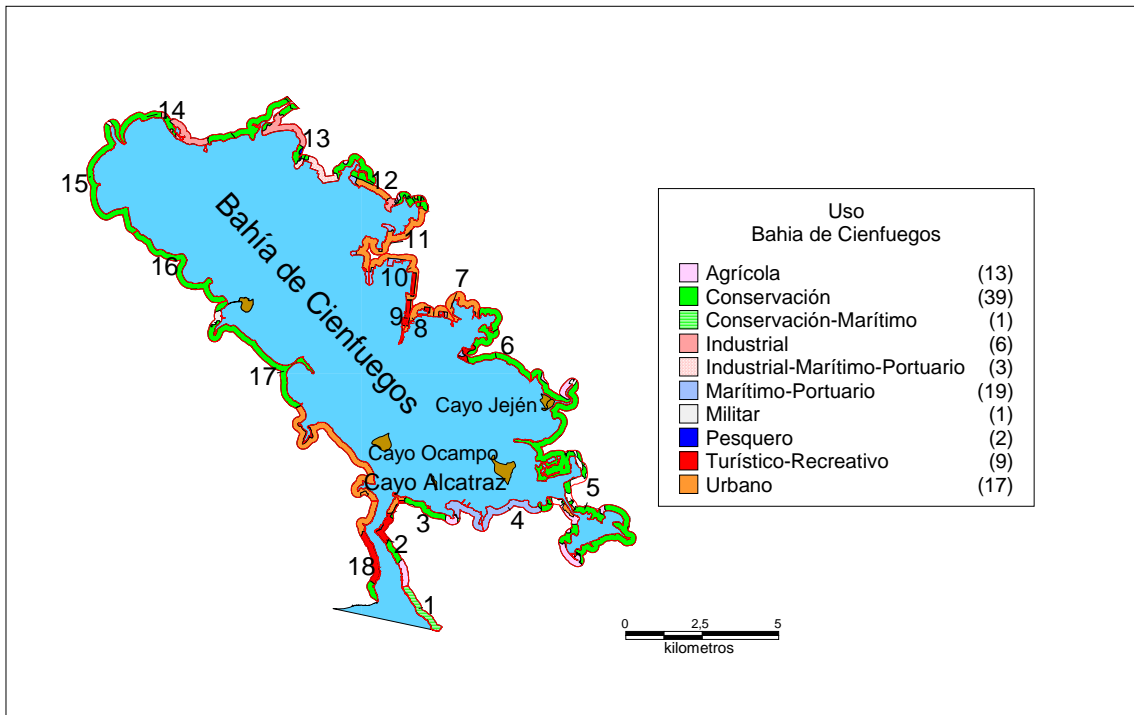 14
13
15
12
Bahía de Cienfuegos
11
16
10
7
9
8
6
17
Cayo Jején
Cayo Ocampo
Cayo Alcatraz
5
3
4
2
18
1
0 2,5 5
kilometros
Uso
Bahia de Cienfuegos
Agrícola (13)
Conservación (39)
Conservación-Marítimo (1)
Industrial (6)
Industrial-Marítimo-Portuario (3)
Marítimo-Portuario (19)
Militar (1)
Pesquero (2)
Turístico-Recreativo (9)
Urbano (17)